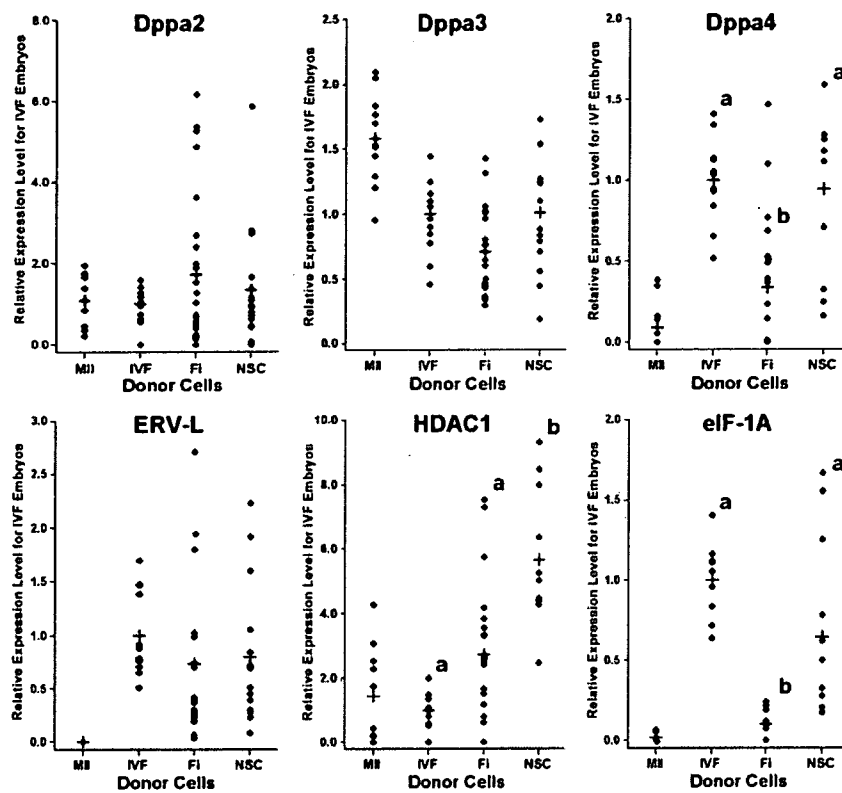 Dppa2
Relative Expression Level for IVF Embryos
8.0
6.0
4.0
2.0
0.0
MII IVF Fi NSC
Donor Cells
Dppa3
Relative Expression Level for IVF Embryos
2.5
2.0
1.5
1.0
0.5
0.0
MII IVF Fi NSC
Donor Cells
Dppa4
Relative Expression Level for IVF Embryos
2.0
1.5
1.0
0.5
0.0
a
b
a
MII IVF Fi NSC
Donor Cells
ERV-L
Relative Expression Level for IVF Embryos
3.0
2.5
2.0
1.5
1.0
0.5
0.0
MII IVF Fi NSC
Donor Cells
HDAC1
Relative Expression Level for IVF Embryos
10.0
8.0
6.0
4.0
2.0
0.0
a
a
b
MII IVF Fi NSC
Donor Cells
eIF-1A
Relative Expression Level for IVF Embryos
2.0
1.5
1.0
0.5
0.0
a
b
a
MII IVF Fi NSC
Donor Cells